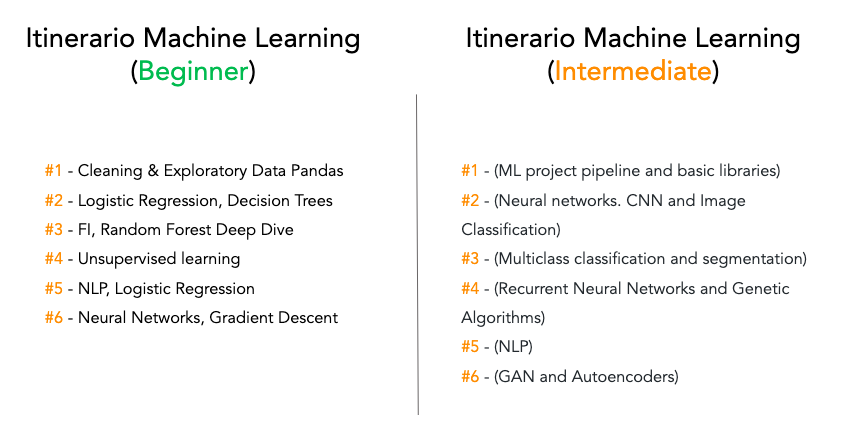 Itinerario Machine Learning
(Beginner)
#1 - Cleaning & Exploratory Data Pandas
#2 - Logistic Regression, Decision Trees
#3 - FI, Random Forest Deep Dive
#4 - Unsupervised learning
#5 - NLP, Logistic Regression
#6 - Neural Networks, Gradient Descent
Itinerario Machine Learning
(Intermediate)
#1 - (ML project pipeline and basic libraries)
#2 - (Neural networks. CNN and Image
Classification)
#3 - (Multiclass classification and segmentation)
#4 - (Recurrent Neural Networks and Genetic
Algorithms)
#5 - (NLP)
#6 - (GAN and Autoencoders)